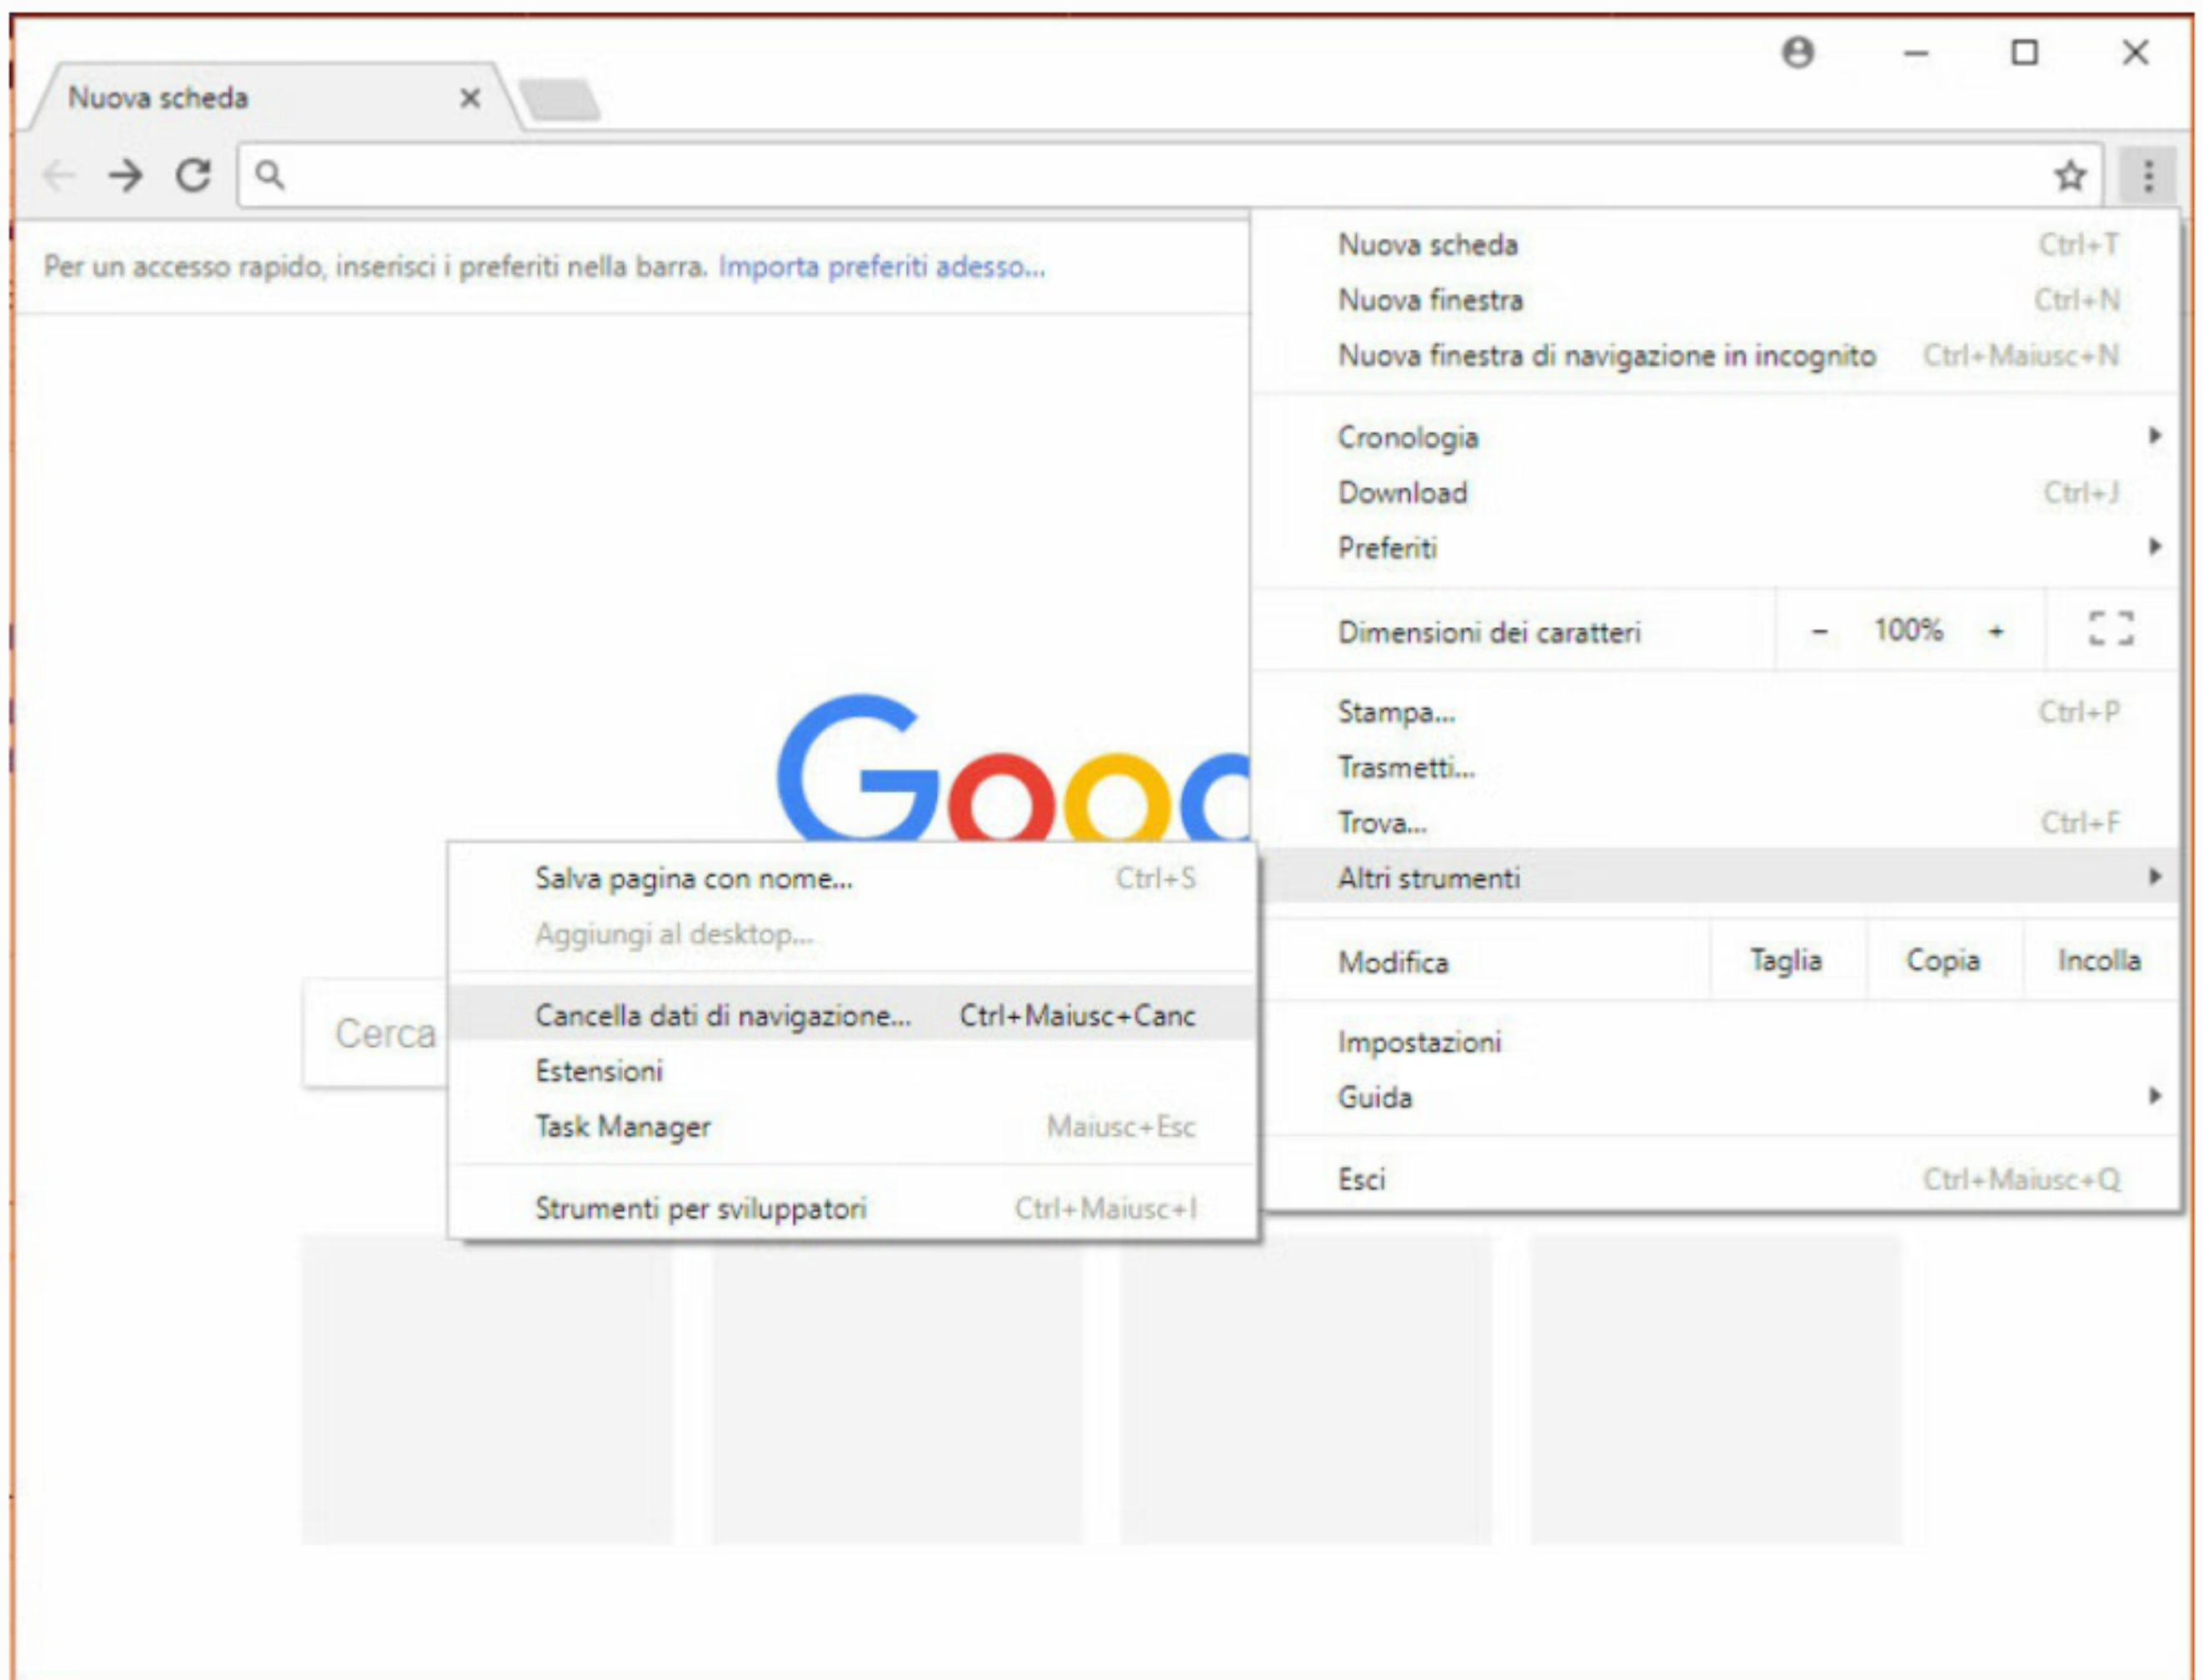 Nuova scheda
Per un accesso rapido, inserisci i preferiti nella barra. Importa preferiti adesso...
Nuova scheda Ctrl+T
Nuova finestra Ctrl+N
Nuova finestra di navigazione in incognito Ctrl+Maiusc+N
Cronologia
Download Ctrl+J
Preferiti
Dimensioni dei caratteri - 100% +
Stampa... Ctrl+P
Trasmetti...
Trova... Ctrl+F
Altri strumenti
Modifica Taglia Copia Incolla
Impostazioni
Guida
Esci Ctrl+Maiusc+Q
Salva pagina con nome... Ctrl+S
Aggiungi al desktop...
Cancella dati di navigazione... Ctrl+Maiusc+Canc
Estensioni
Task Manager Maiusc+Esc
Strumenti per sviluppatori Ctrl+Maiusc+I
Cerca